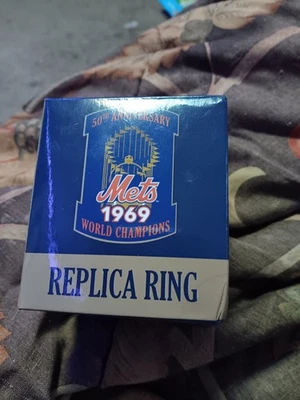 50TH ANNIVERSARY
Mets
1969
WORLD CHAMPIONS
REPLICA RING